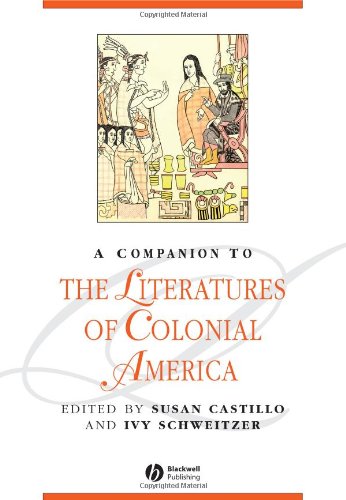 Copyrighted Material
A COMPANION TO
THE LITERATURES
OF COLONIAL
AMERICA
EDITED BY SUSAN CASTILLO
AND IVY SCHWEITZER
Blackwell
Publishing
Copyrighted Material